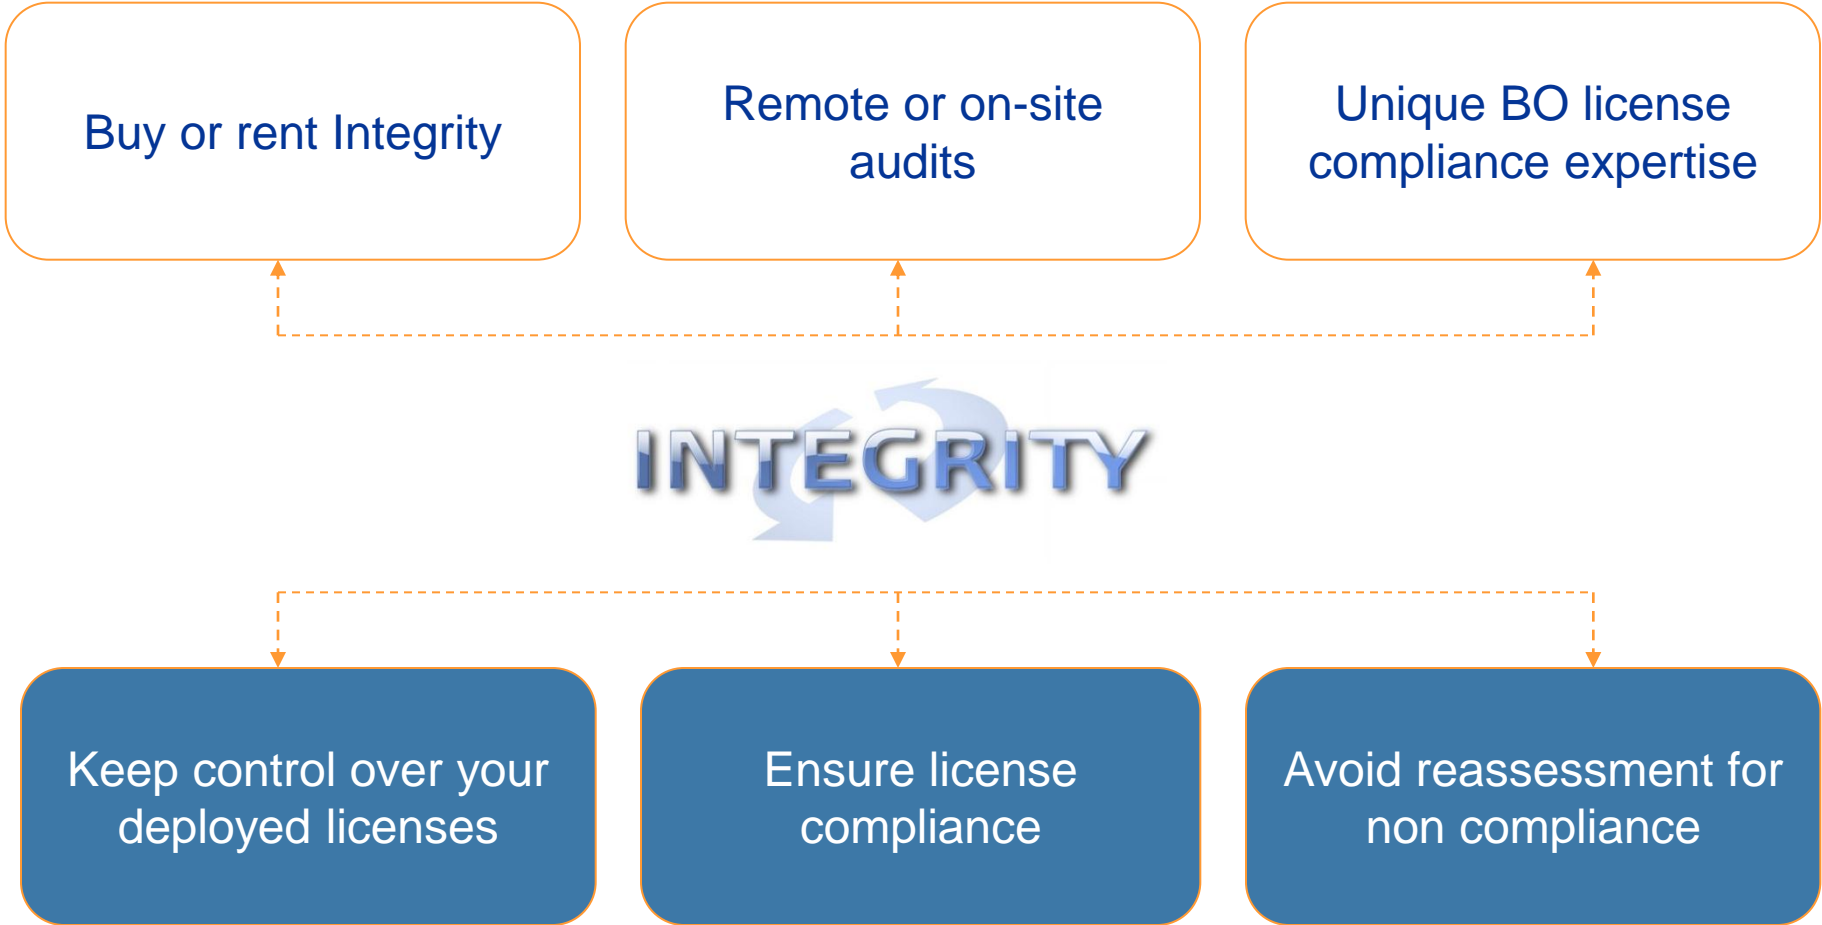 Buy or rent Integrity
Remote or on-site
audits
Unique BO license
compliance expertise
INTEGRITY
Keep control over your
deployed licenses
Ensure license
compliance
Avoid reassessment for
non compliance